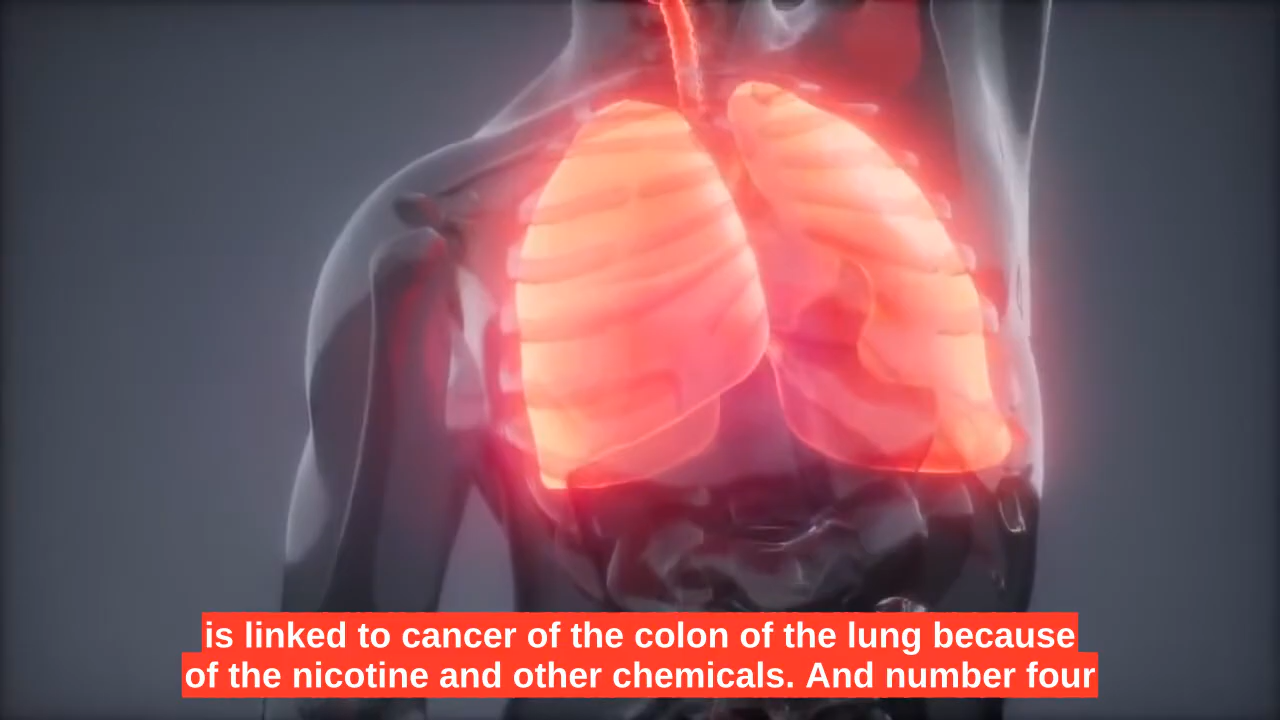 is linked to cancer of the colon of the lung because
of the nicotine and other chemicals. And number four